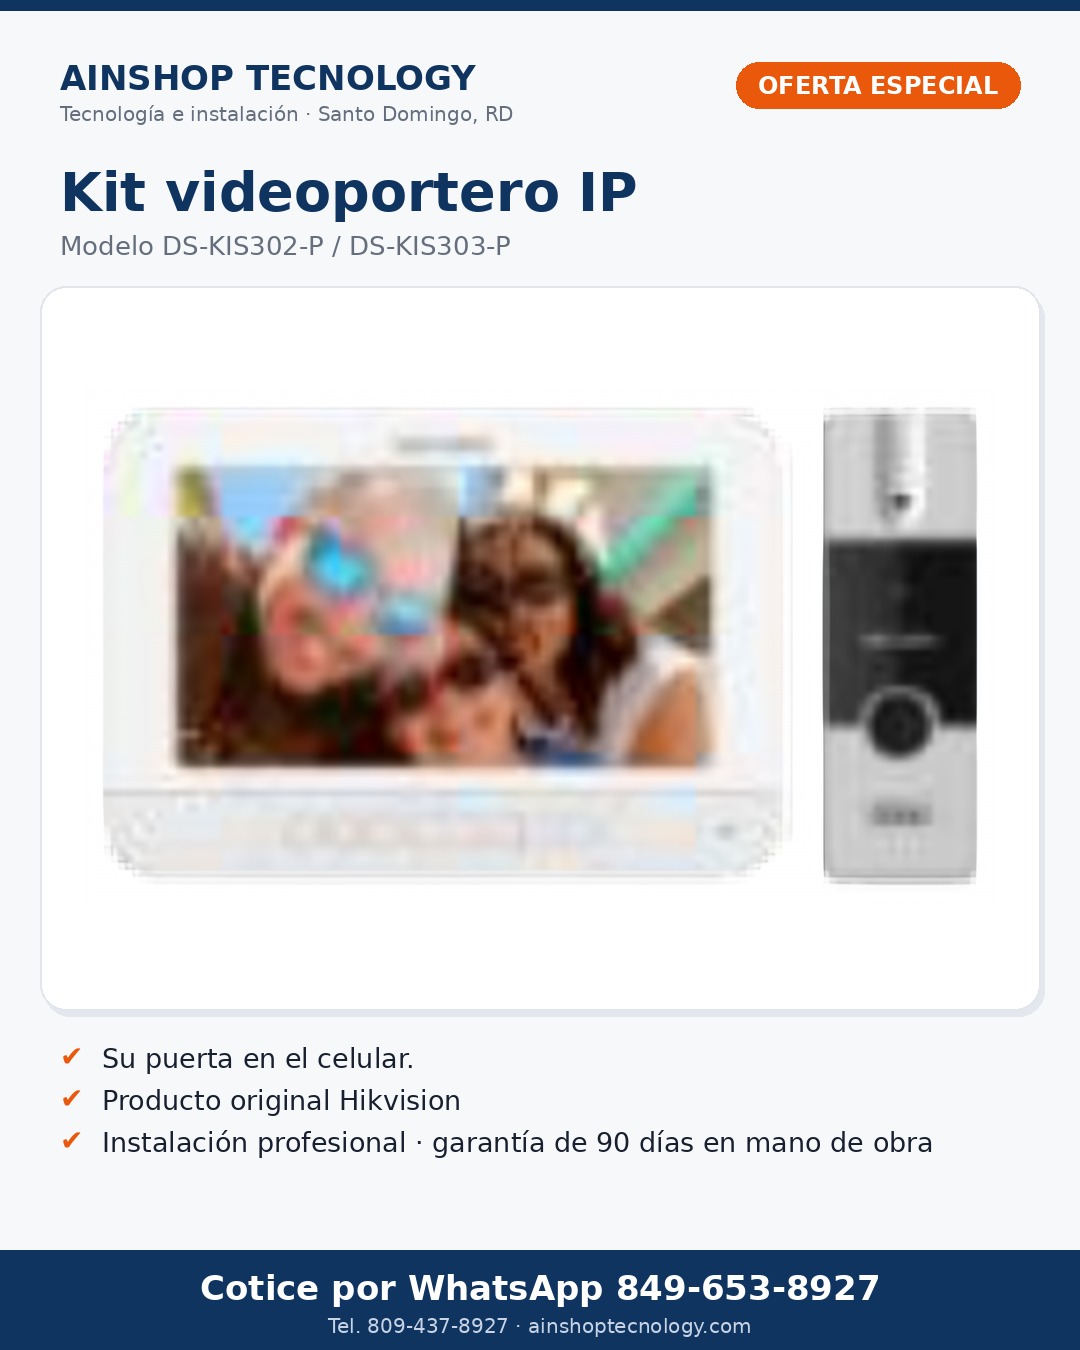 AINSHOP TECNOLOGY
OFERTA ESPECIAL
Tecnología e instalación · Santo Domingo, RD
Kit videoportero IP
Modelo DS-KIS302-P / DS-KIS303-P
✔ Su puerta en el celular.
✔ Producto original Hikvision
✔ Instalación profesional · garantía de 90 días en mano de obra
Cotice por WhatsApp 849-653-8927
Tel. 809-437-8927 · ainshoptecnology.com